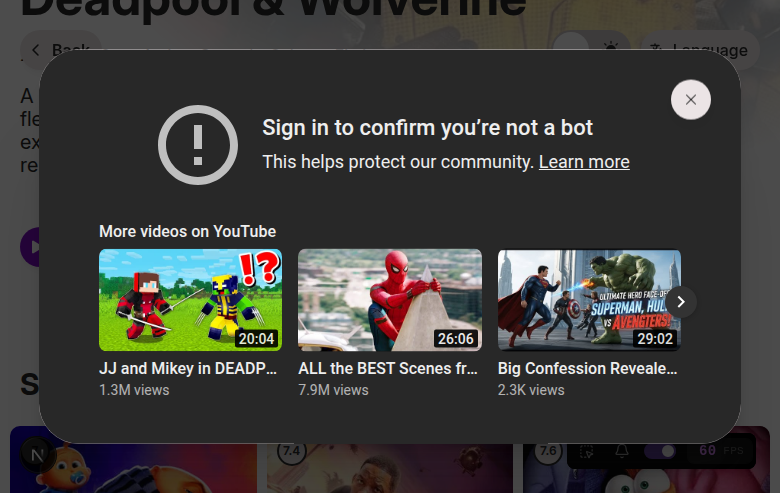 Deadpool & Wolverine
Back
Language
A
fle
ex
re
Sign in to confirm you're not a bot
This helps protect our community. Learn more
More videos on YouTube
!?
20:04
26:06
ULTIMATE HERO FACE-OF
SUPERMAN, HUL
VS AVENGERS!
29:02
JJ and Mikey in DEADP...
1.3M views
ALL the BEST Scenes fr...
7.9M views
Big Confession Reveale...
2.3K views
S
N
7.4
7.6
60 FPS